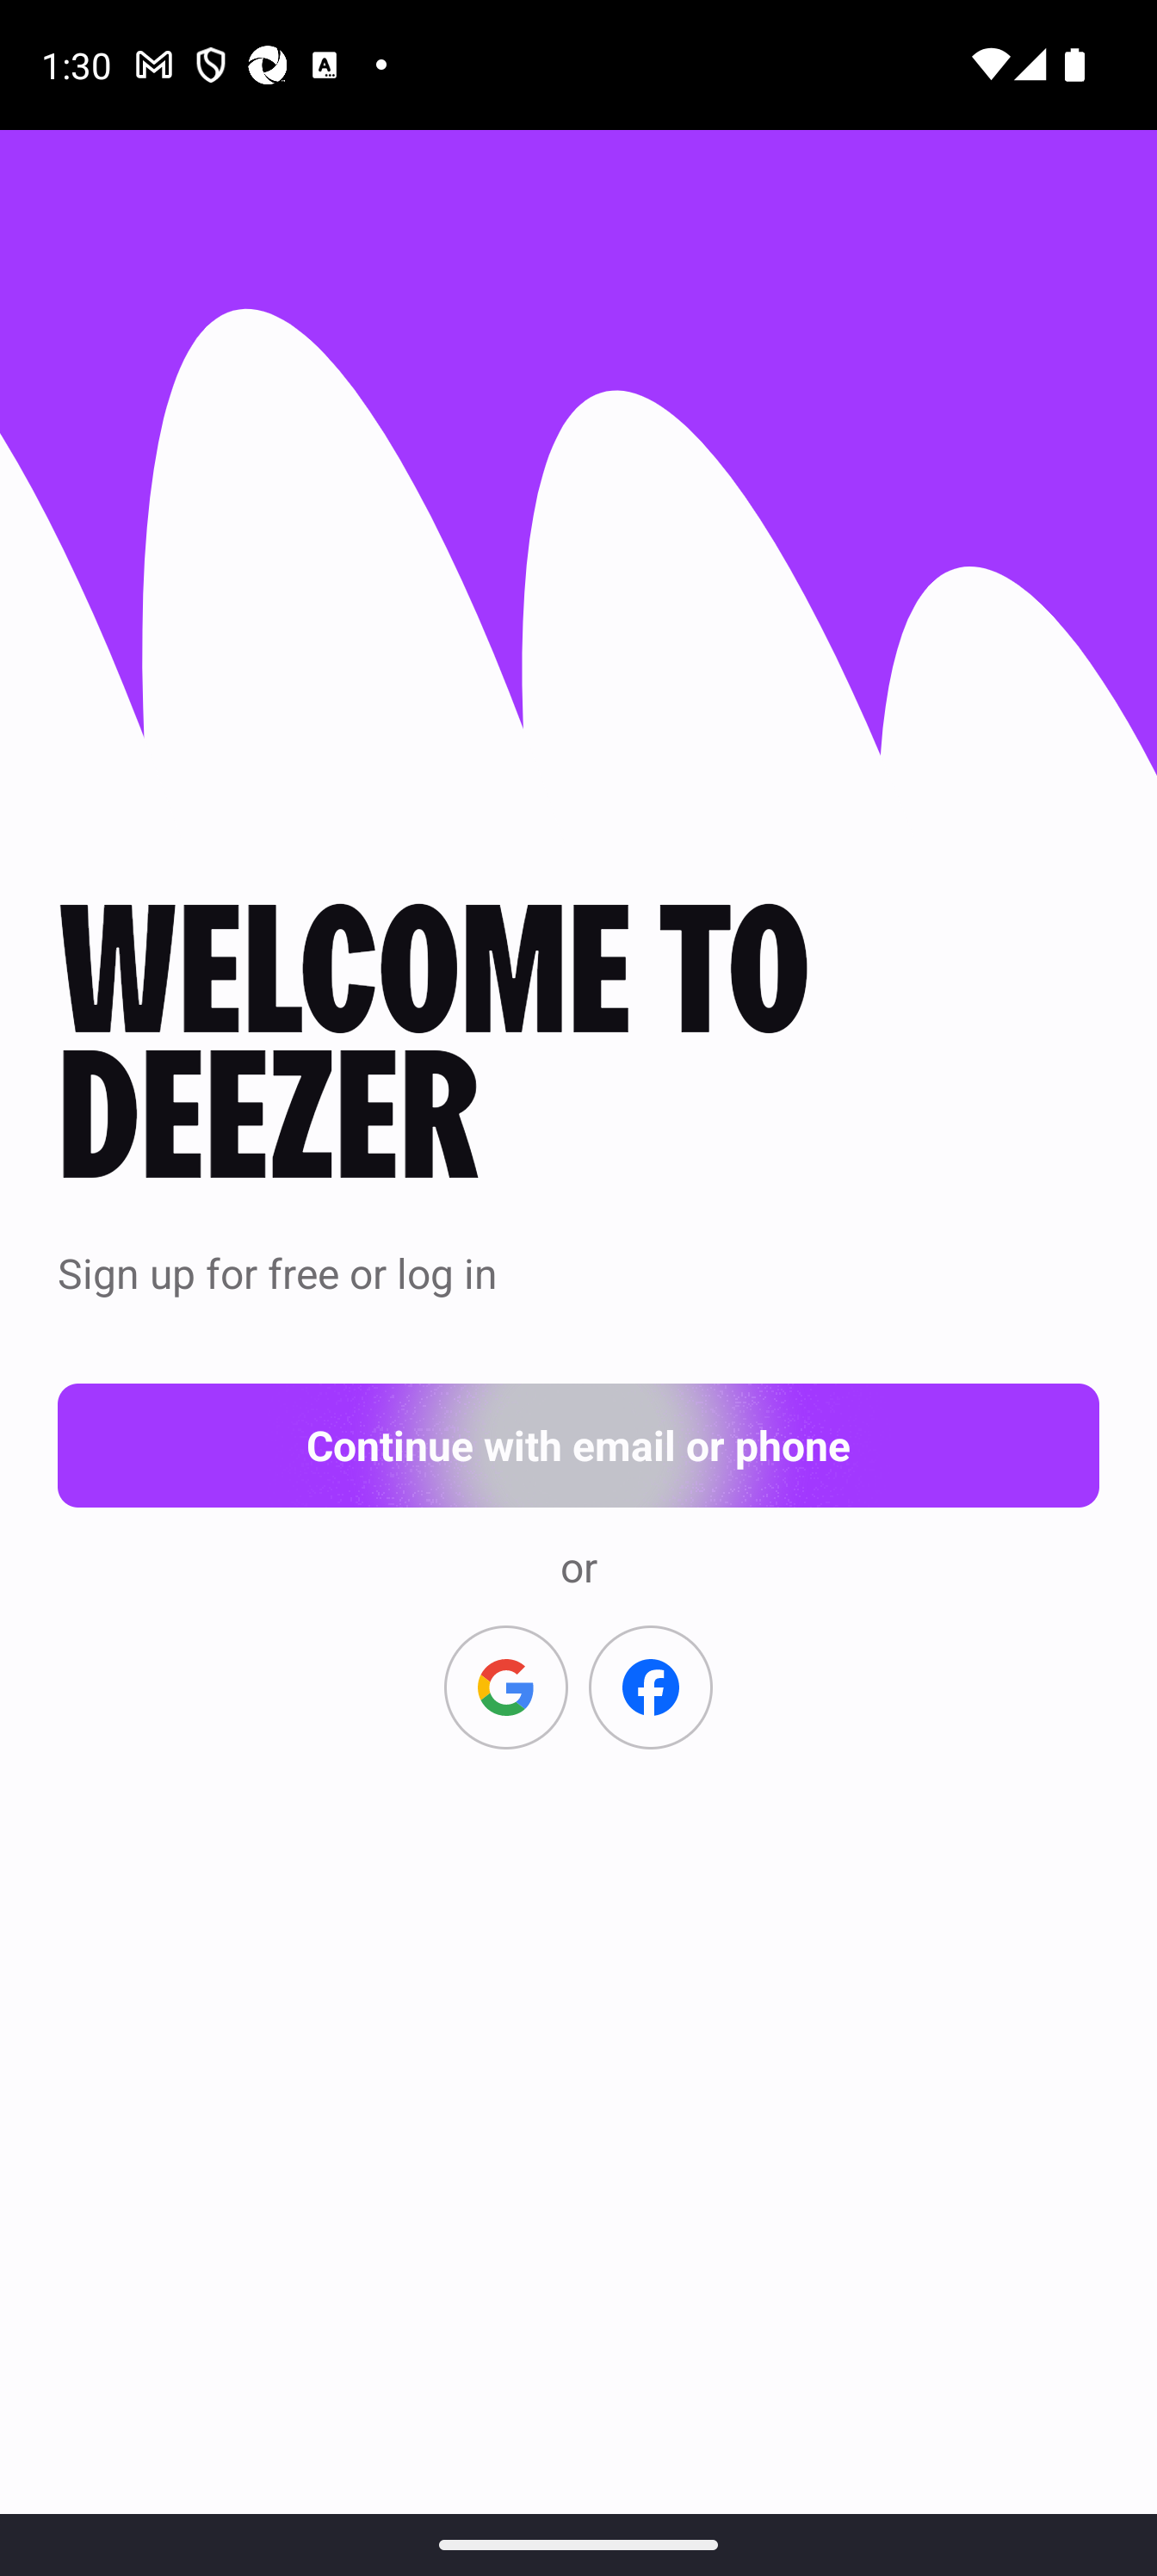 1:30
WELCOME TO
DEEZER
Sign up for free or log in
Continue with email or phone
or